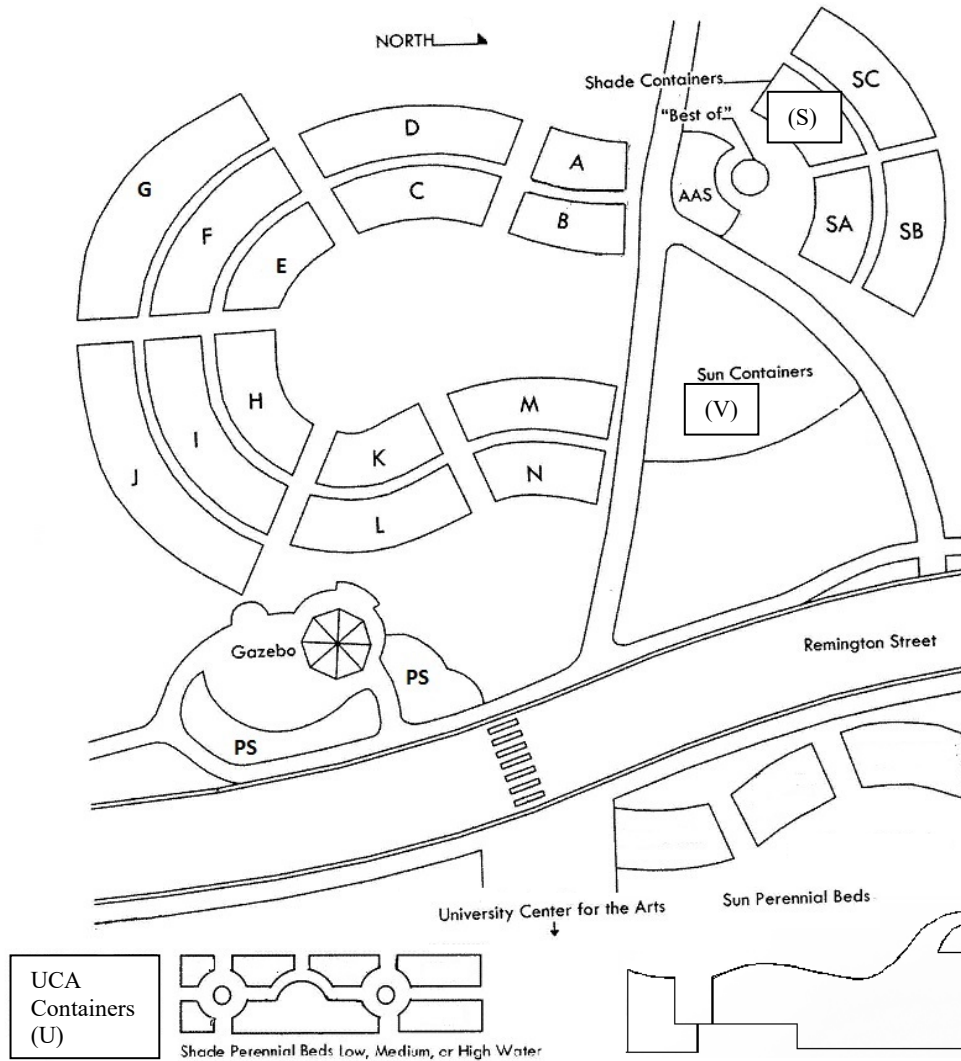 NORTH
Shade Containers
SC
(S)
"Best of"
D
A
G
C
AAS
F
B
SA
SB
E
Sun Containers
(V)
M
H
K
I
N
J
L
Gazebo
Remington Street
PS
PS
Sun Perennial Beds
University Center for the Arts
UCA
Containers
(U)
Shade Perennial Beds Low, Medium, or High Water